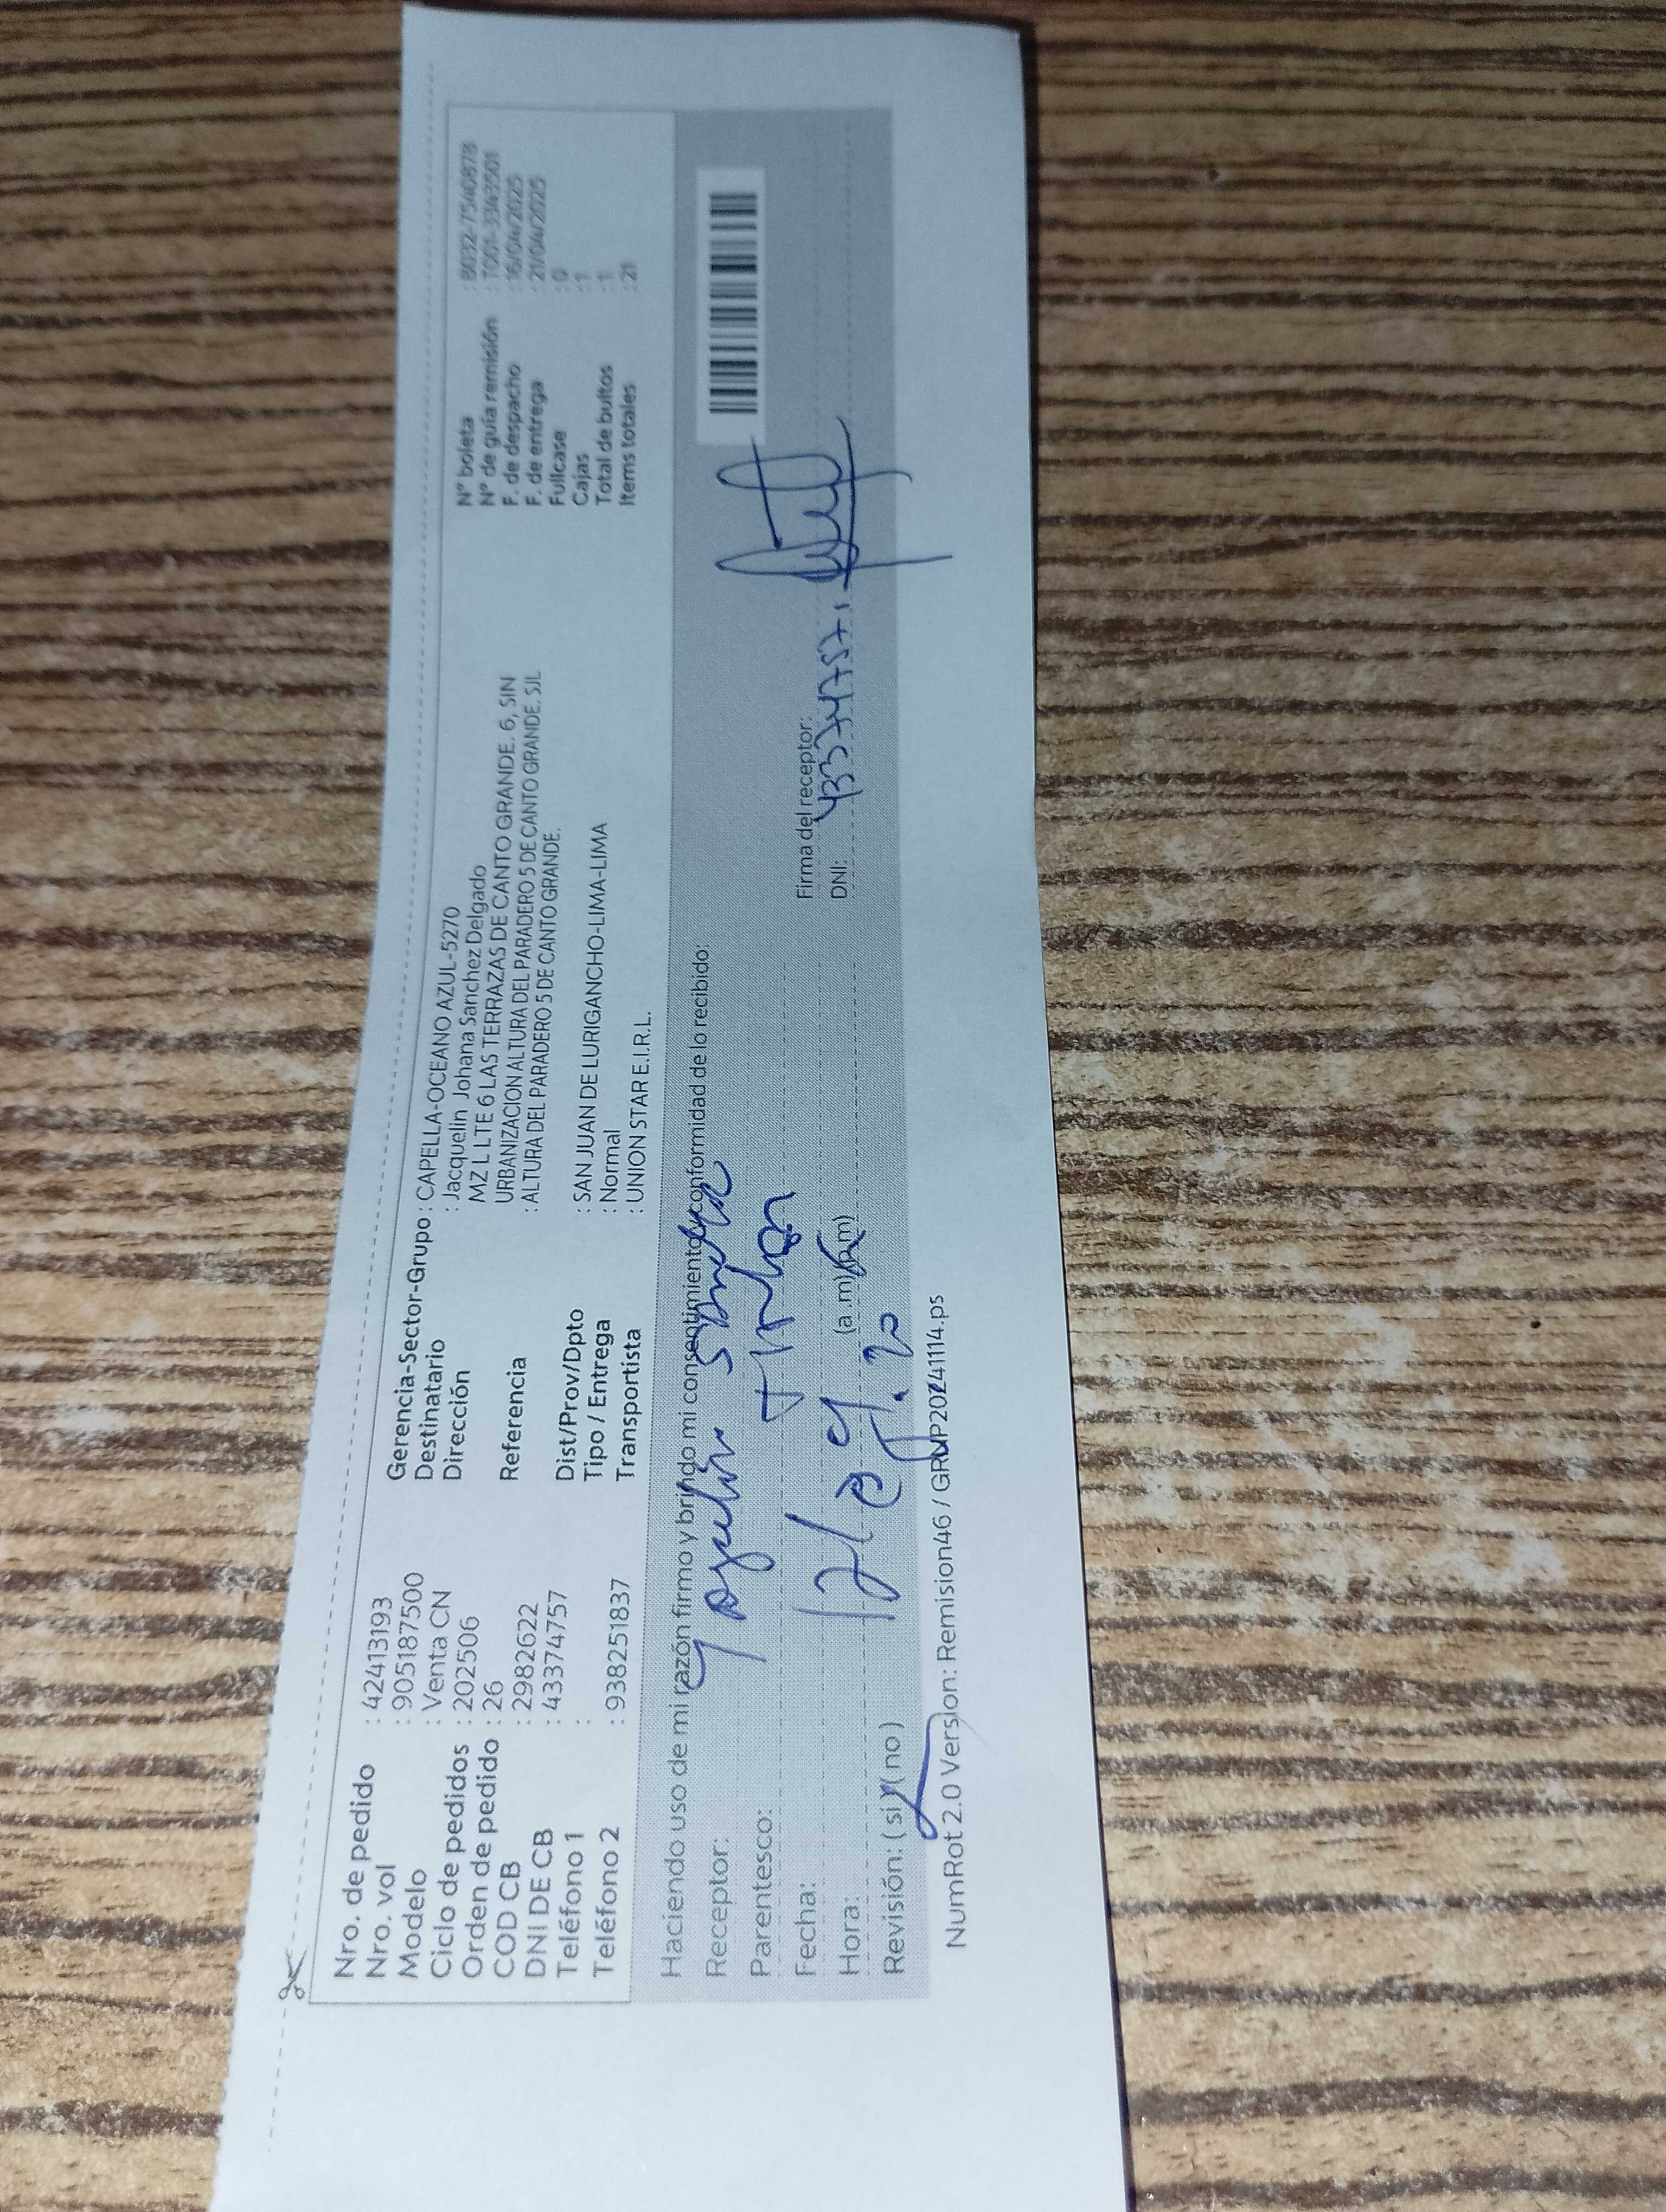 Nro. de pedido : 42413193
Nro. vol : 905187500
Modelo : Venta CN
Ciclo de pedidos : 202506
Orden de pedido : 26
COD CB : 2982622
DNI DE CB : 43374757
Teléfono 1 :
Teléfono 2 : 938251837
Gerencia-Sector-Grupo : CAPELLA-OCEANO AZUL-5270
Destinatario : Jacquelin Johana Sanchez Delgado
Dirección MZ L LTE 6 LAS TERRAZAS DE CANTO GRANDE. 6, SIN
URBANIZACION ALTURA DEL PARADERO 5 DE CANTO GRANDE. SJL
Referencia : ALTURA DEL PARADERO 5 DE CANTO GRANDE.
Dist/Prov/Dpto : SAN JUAN DE LURIGANCHO-LIMA-LIMA
Tipo / Entrega : Normal
Transportista : UNION STAR E.I.R.L.
N° boleta : B032-7540878
N° de guía remisión : T001-3343501
F. de despacho : 16/04/2025
F. de entrega : 21/04/2025
Fullcase : 0
Cajas : 1
Total de bultos : 1
Items totales : 21
Haciendo uso de mi razón firmo y brindo mi consentimiento y conformidad de lo recibido:
Receptor:
Parentesco:
Fecha:
Hora: (a.m) (p.m)
Revisión: ( si ) (no)
Firma del receptor:
DNI: 43374757
NumRot 2.0 Version: Remision46 / GRUP20241114.ps